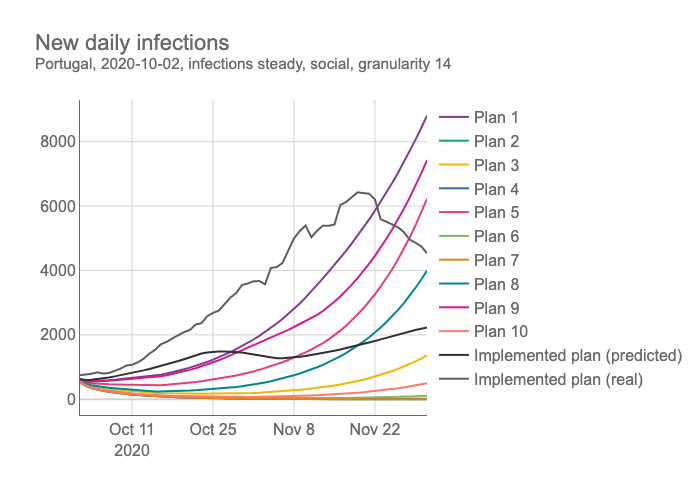 New daily infections
Portugal, 2020-10-02, infections steady, social, granularity 14
8000
6000
4000
2000
0
Oct 11
2020
Oct 25
Nov 8
Nov 22
Plan 1
Plan 2
Plan 3
Plan 4
Plan 5
Plan 6
Plan 7
Plan 8
Plan 9
Plan 10
Implemented plan (predicted)
Implemented plan (real)